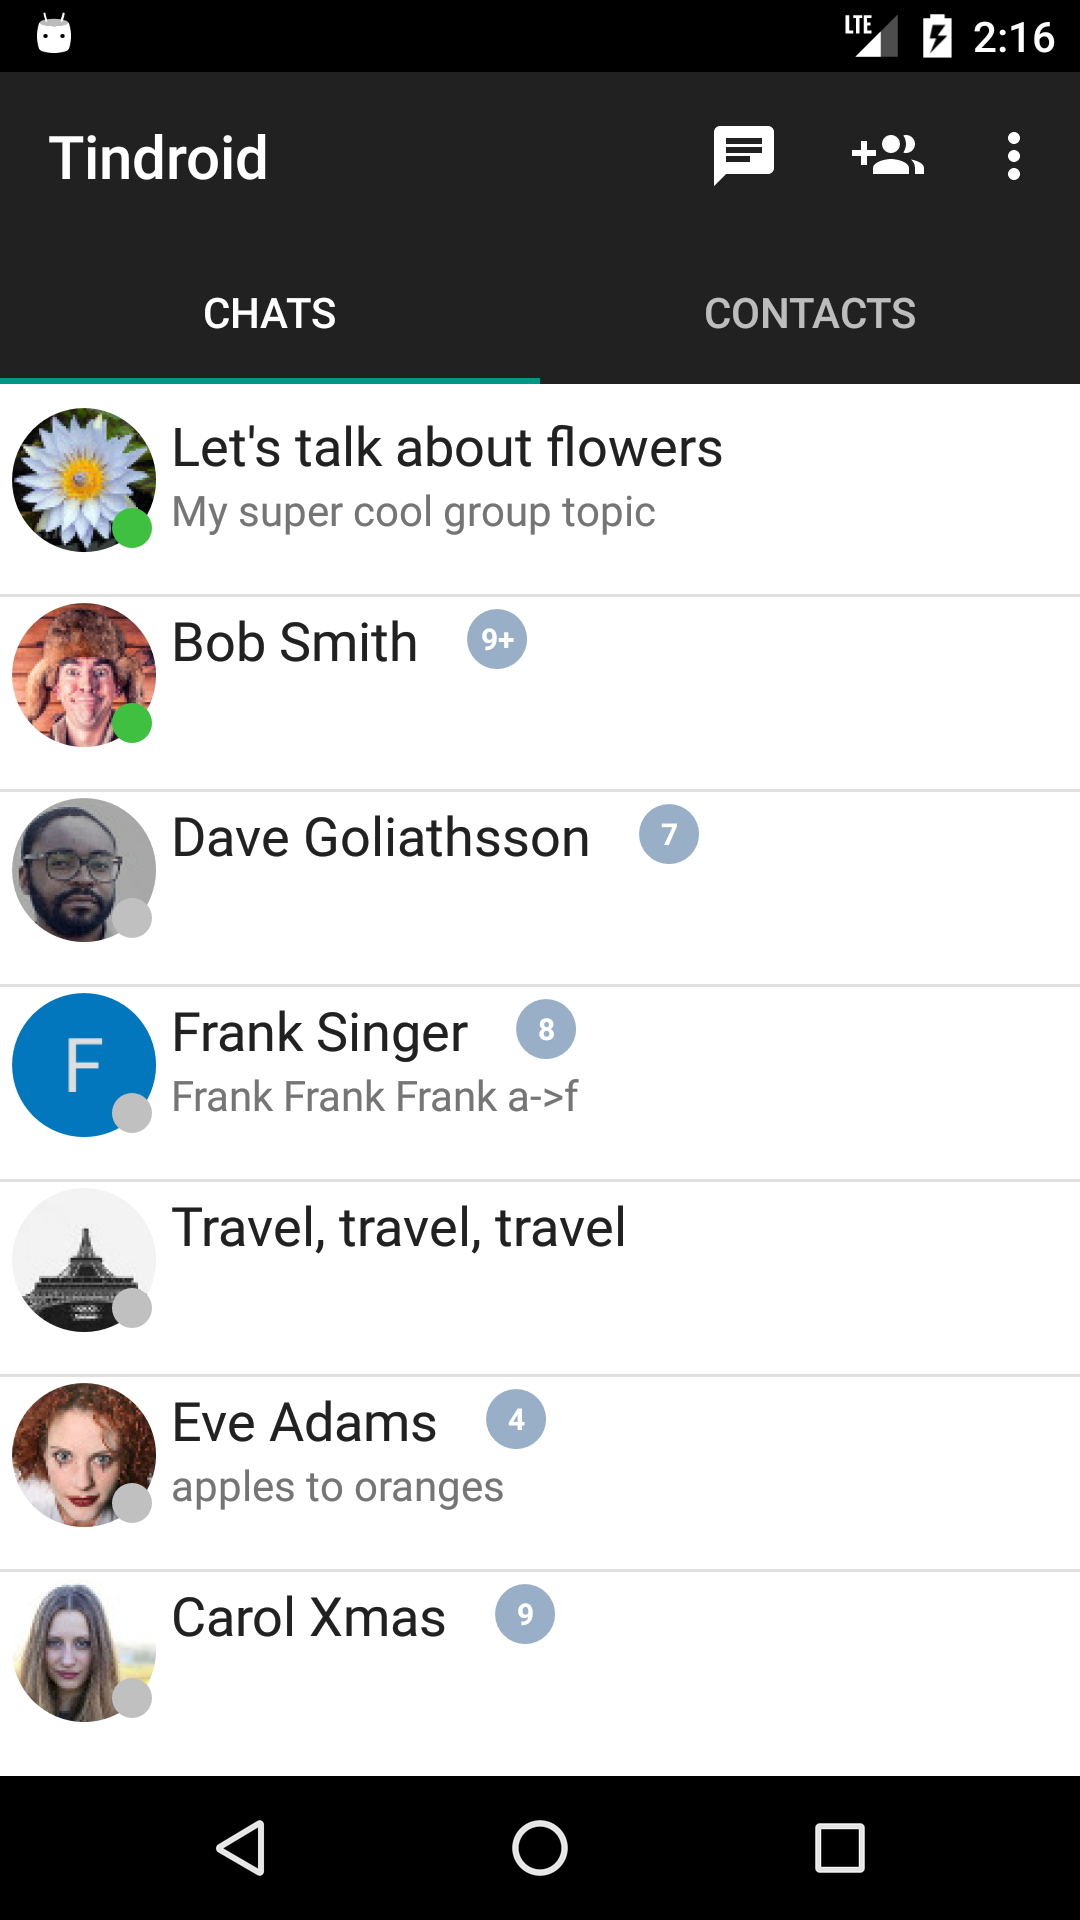 LTE 2:16
Tindroid
CHATS CONTACTS
Let's talk about flowers
My super cool group topic
Bob Smith 9+
Dave Goliathsson 7
F
Frank Singer 8
Frank Frank Frank a->f
Travel, travel, travel
Eve Adams 4
apples to oranges
Carol Xmas 9